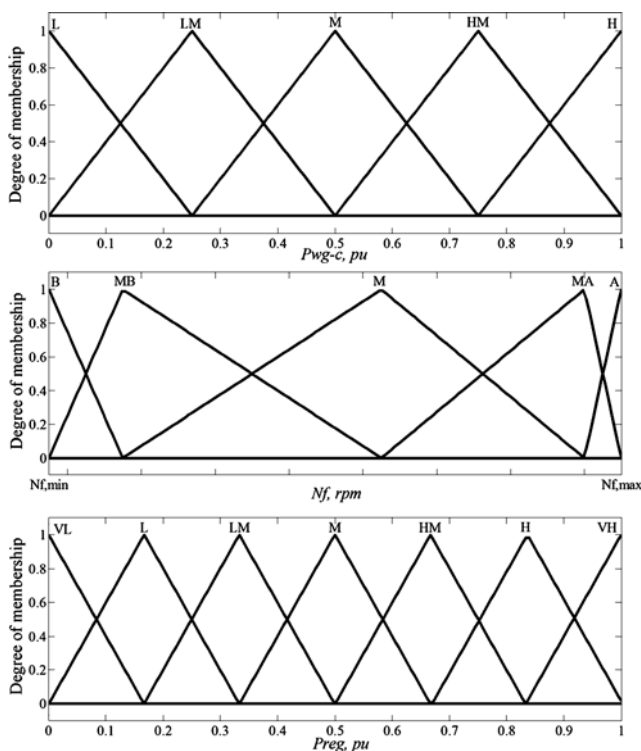 L LM M HM H
1
0.8
0.6
0.4
0.2
0
Degree of membership
0 0.1 0.2 0.3 0.4 0.5 0.6 0.7 0.8 0.9 1
Pwg-c, pu
B MB M MA A
1
0.8
0.6
0.4
0.2
0
Degree of membership
Nf,min Nf,max
Nf, rpm
VL L LM M HM H VH
1
0.8
0.6
0.4
0.2
0
Degree of membership
0 0.1 0.2 0.3 0.4 0.5 0.6 0.7 0.8 0.9 1
Preg, pu